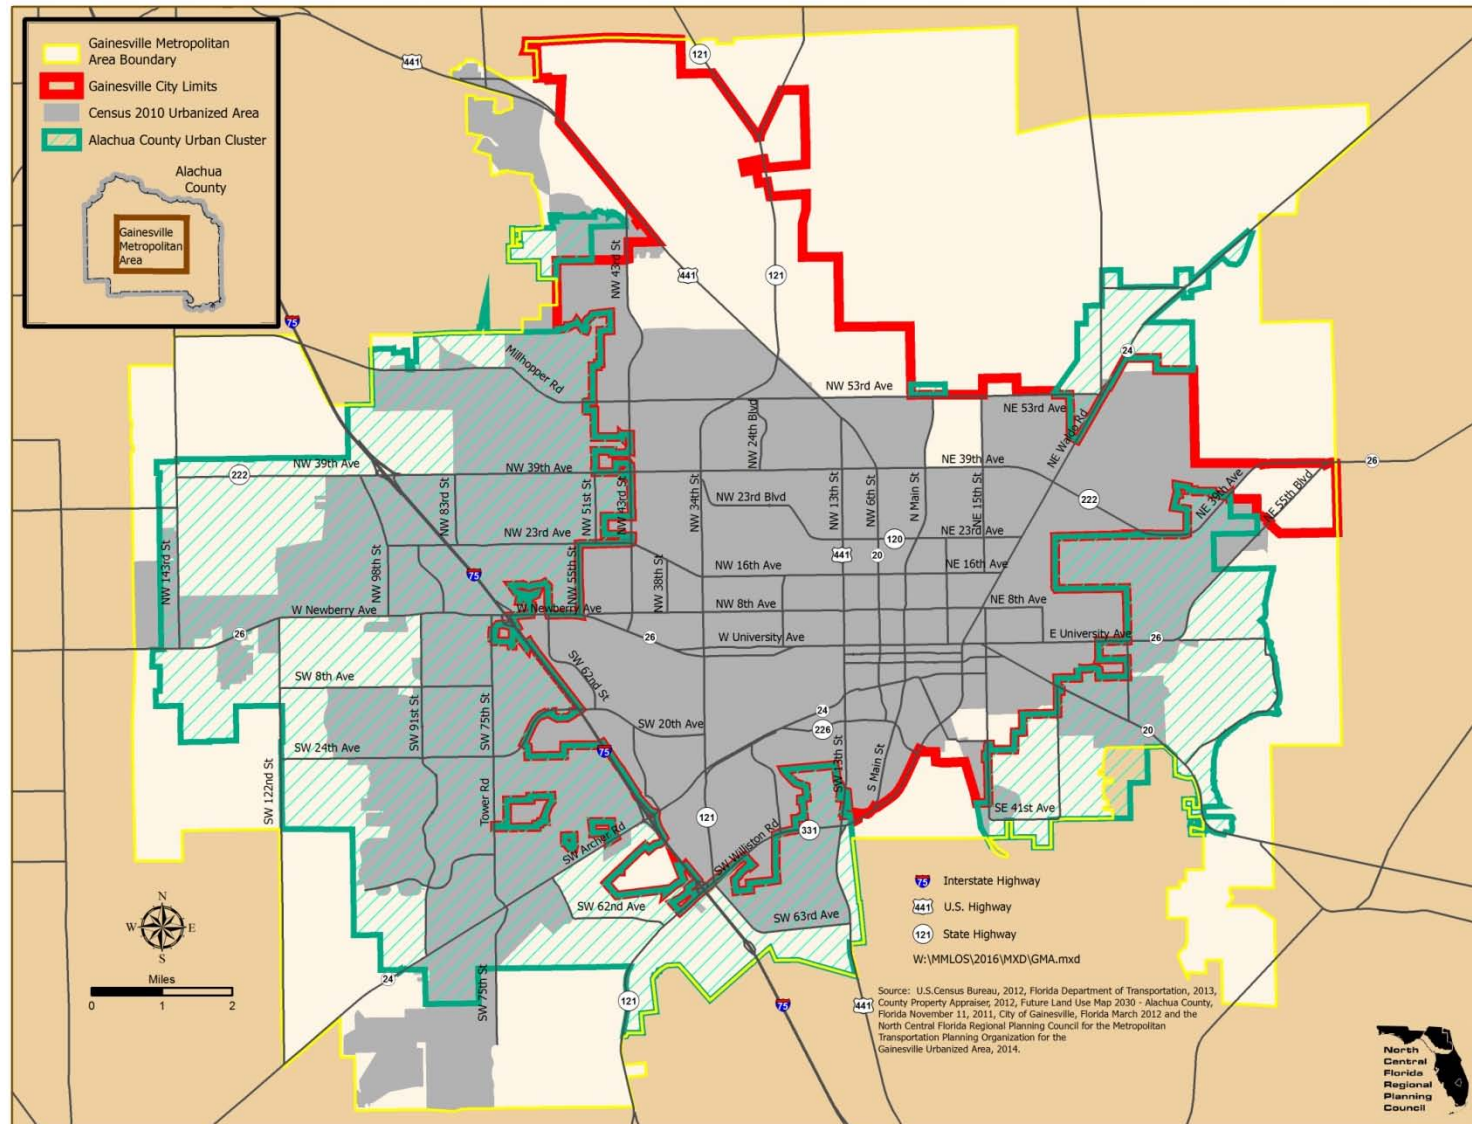 Gainesville Metropolitan
Area Boundary
Gainesville City Limits
Census 2010 Urbanized Area
Alachua County Urban Cluster
Alachua
County
Gainesville
Metropolitan
Area
441
121
75
NW 43rd St
441
121
Millhopper Rd
24
NW 53rd Ave
NE 53rd Ave
NW 24th Blvd
NE Waldo Rd
222
NW 39th Ave
NW 39th Ave
NE 39th Ave
26
NW 83rd St
NW 51st St
NW 43rd St
NW 34th St
NW 23rd Blvd
NW 13th St
NW 6th St
N Main St
NE 15th St
222
NE 39th Ave
NE 55th Blvd
NW 143rd St
NW 98th St
NW 23rd Ave
441
20
120
NE 23rd Ave
75
NW 55th St
NW 38th St
NW 16th Ave
NE 16th Ave
W Newberry Ave
W Newberry Ave
NW 8th Ave
NE 8th Ave
26
26
W University Ave
E University Ave
26
SW 8th Ave
SW 62nd St
SW 91st St
SW 75th St
24
SW 24th Ave
SW 20th Ave
226
20
75
SW 122nd St
Tower Rd
SW 13th St
S Main St
SE 41st Ave
121
331
SW Archer Rd
SW Williston Rd
SW 62nd Ave
SW 63rd Ave
24
SW 75th St
121
75
441
N
W
E
S
Miles
0
1
2
75
Interstate Highway
441
U.S. Highway
121
State Highway
W:\MMLOS\2016\MXD\GMA.mxd
Source: U.S.Census Bureau, 2012, Florida Department of Transportation, 2013,
County Property Appraiser, 2012, Future Land Use Map 2030 - Alachua County,
Florida November 11, 2011, City of Gainesville, Florida March 2012 and the
North Central Florida Regional Planning Council for the Metropolitan
Transportation Planning Organization for the
Gainesville Urbanized Area, 2014.
North
Central
Florida
Regional
Planning
Council